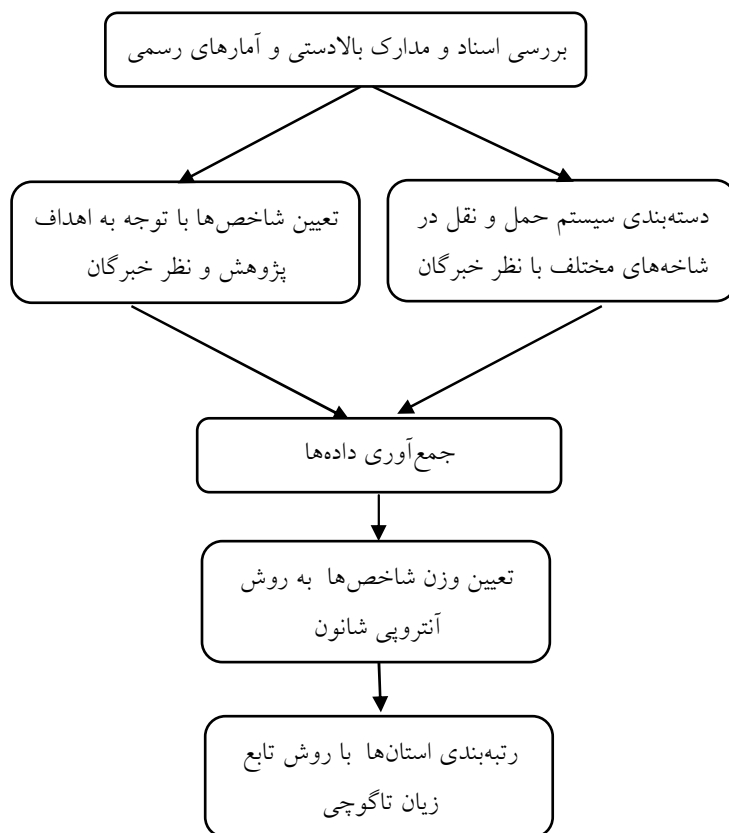 بررسی اسناد و مدارک بالادستی و آمارهای رسمی
دسته‌بندی سیستم حمل و نقل در
شاخه‌های مختلف با نظر خبرگان
تعیین شاخص‌ها با توجه به اهداف
پژوهش و نظر خبرگان
جمع‌آوری داده‌ها
تعیین وزن شاخص‌ها به روش
آنتروپی شانون
رتبه‌بندی استان‌ها با روش تابع
زیان تاگوچی